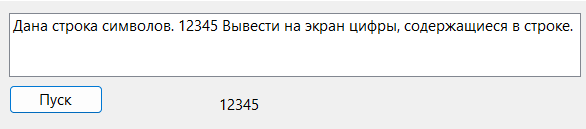 Дана строка символов. 12345 Вывести на экран цифры, содержащиеся в строке.
Пуск
12345